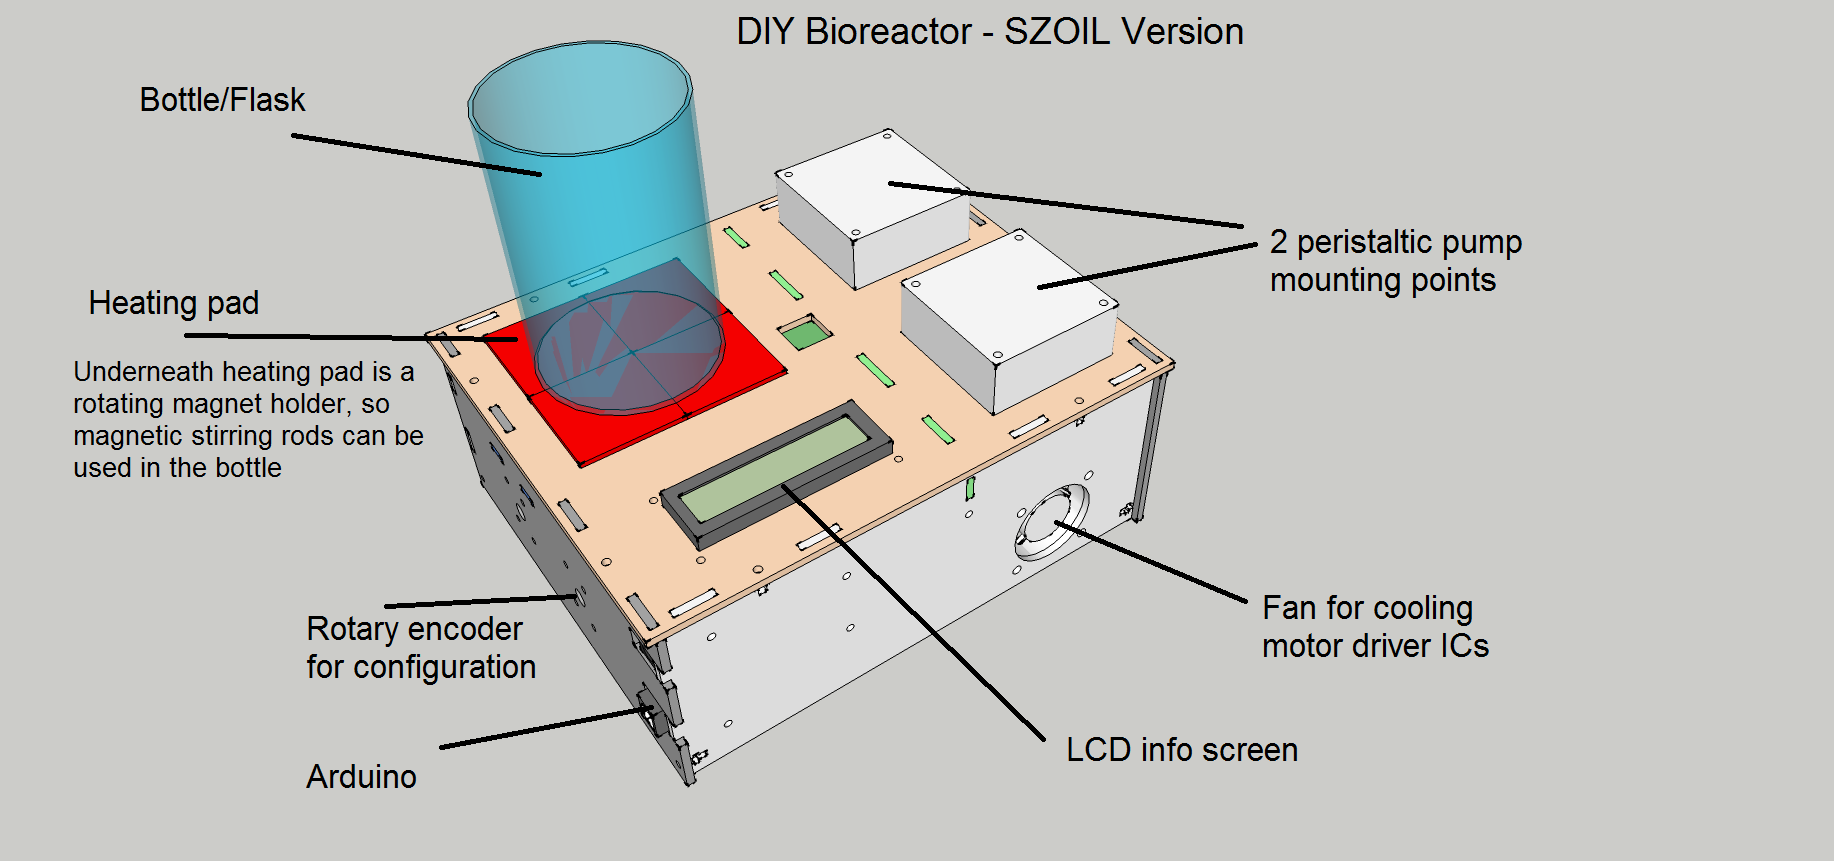 DIY Bioreactor - SZOIL Version
Bottle/Flask
2 peristaltic pump
mounting points
Heating pad
Underneath heating pad is a
rotating magnet holder, so
magnetic stirring rods can be
used in the bottle
Rotary encoder
for configuration
Fan for cooling
motor driver ICs
LCD info screen
Arduino